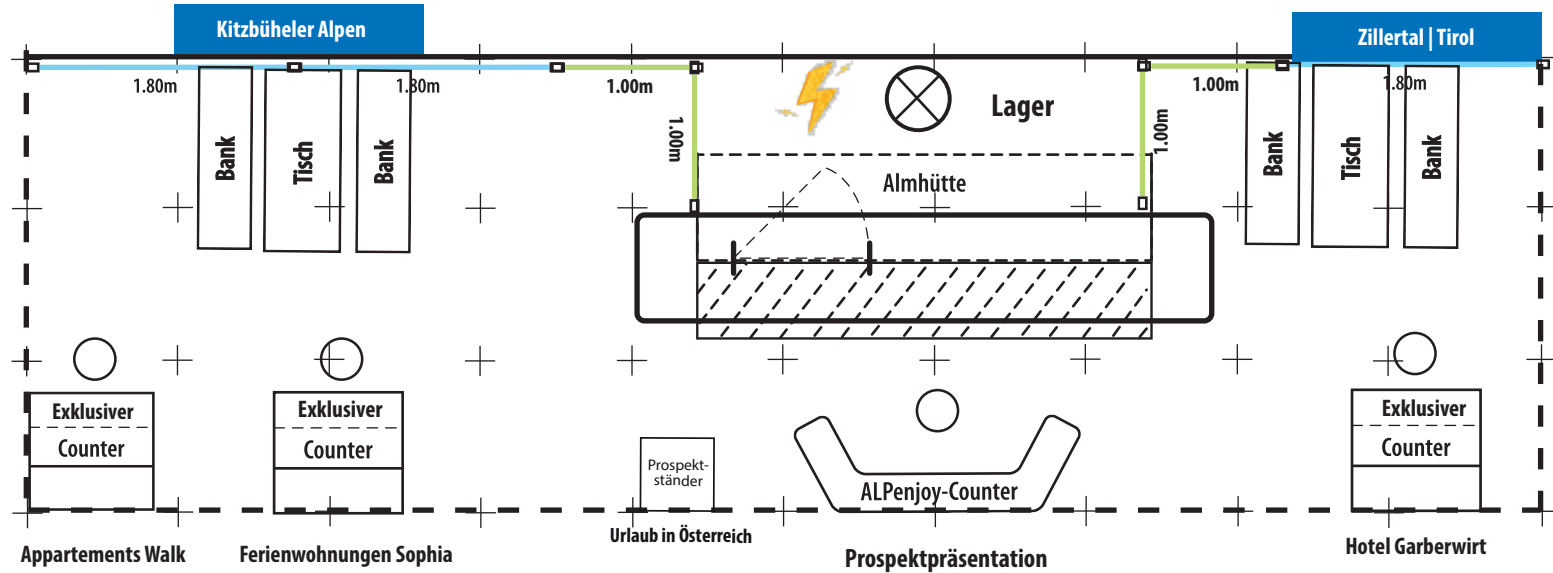 Kitzbüheler Alpen
Zillertal | Tirol
1.80m
1.80m
1.00m
1.00m
Lager
1.00m
1.00m
1.80m
Bank
Tisch
Bank
Almhütte
Bank
Tisch
Bank
Exklusiver
Counter
Exklusiver
Counter
Prospekt-
ständer
ALPenjoy-Counter
Exklusiver
Counter
Appartements Walk
Ferienwohnungen Sophia
Urlaub in Österreich
Prospektpräsentation
Hotel Garberwirt